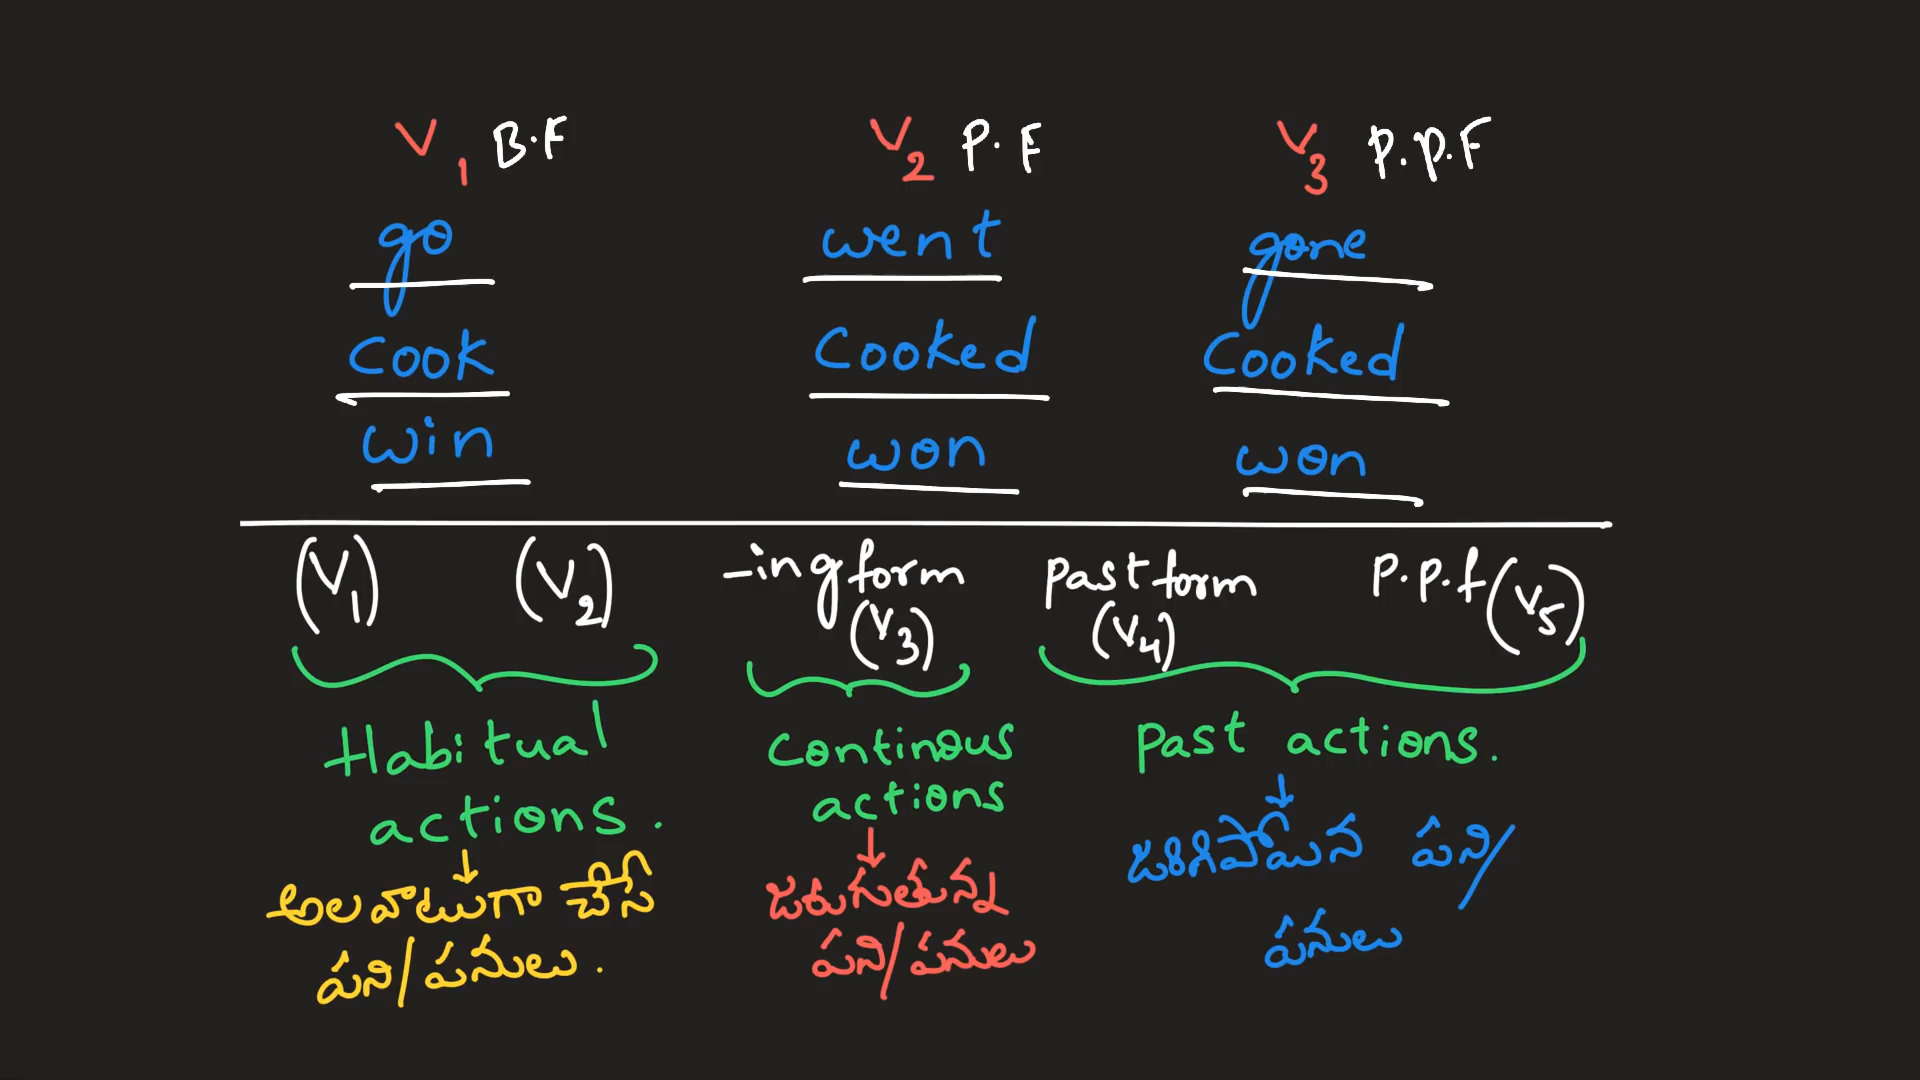 V1 B.F V2 P.F V3 P.P.F
go went gone
cook cooked cooked
win won won
(V1) (V2) -ing form past form p.p.f (V5)
(V3) (V4)
Habitual continous past actions.
actions. actions
అలవాటుగా చేసే జరుగుతున్న జరిగిపోయిన పని/
పని/పనులు. పని/పనులు పనులు